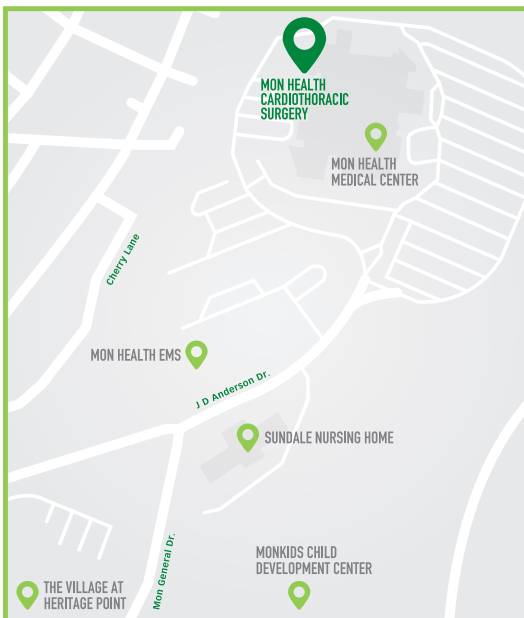 MON HEALTH
CARDIOTHORACIC
SURGERY
MON HEALTH
MEDICAL CENTER
Cherry Lane
MON HEALTH EMS
J D Anderson Dr.
SUNDALE NURSING HOME
Mon General Dr.
MONKIDS CHILD
DEVELOPMENT CENTER
THE VILLAGE AT
HERITAGE POINT